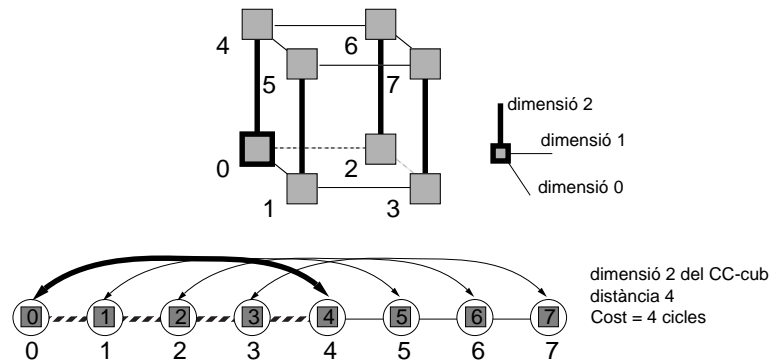 4
6
5
7
dimensió 2
0
2
dimensió 1
1
3
dimensió 0
dimensió 2 del CC-cub
distància 4
Cost = 4 cicles
0 1 2 3 4 5 6 7
0 1 2 3 4 5 6 7